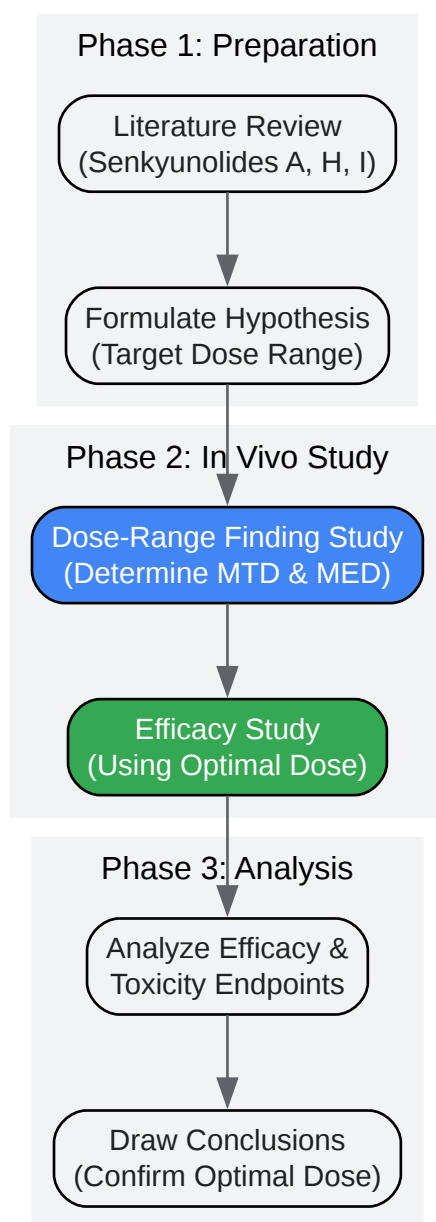 Phase 1: Preparation
Literature Review
(Senkyunolides A, H, I)
Formulate Hypothesis
(Target Dose Range)
Phase 2: In Vivo Study
Dose-Range Finding Study
(Determine MTD & MED)
Efficacy Study
(Using Optimal Dose)
Phase 3: Analysis
Analyze Efficacy &
Toxicity Endpoints
Draw Conclusions
(Confirm Optimal Dose)